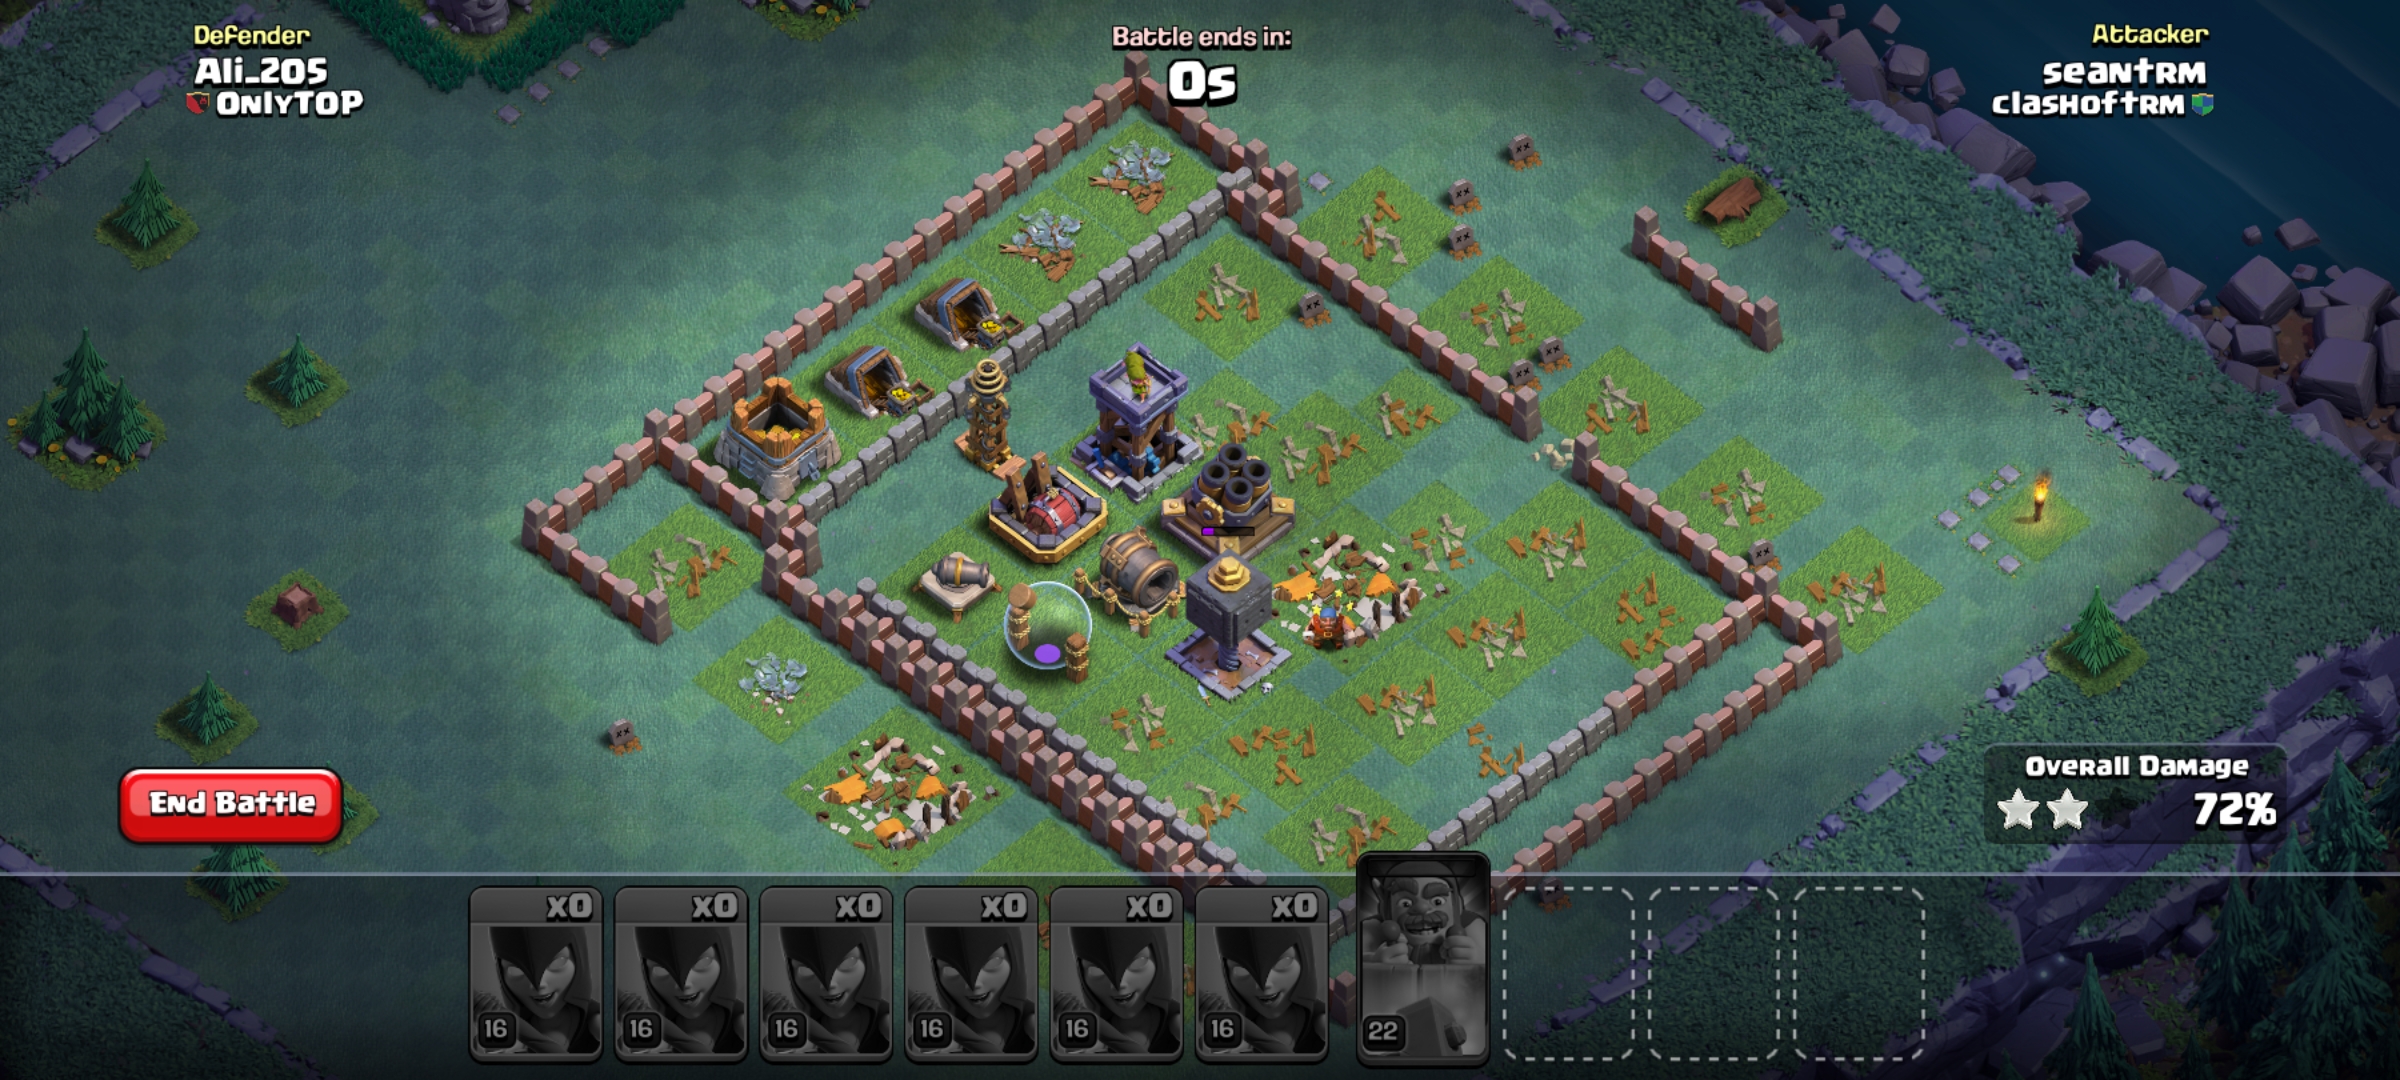 Defender
Ali_205
OnlyTOP
Battle ends in:
0s
Attacker
seantRM
clashoftRM
End Battle
Overall Damage
72%
x0 x0 x0 x0 x0 x0
16 16 16 16 16 16 22